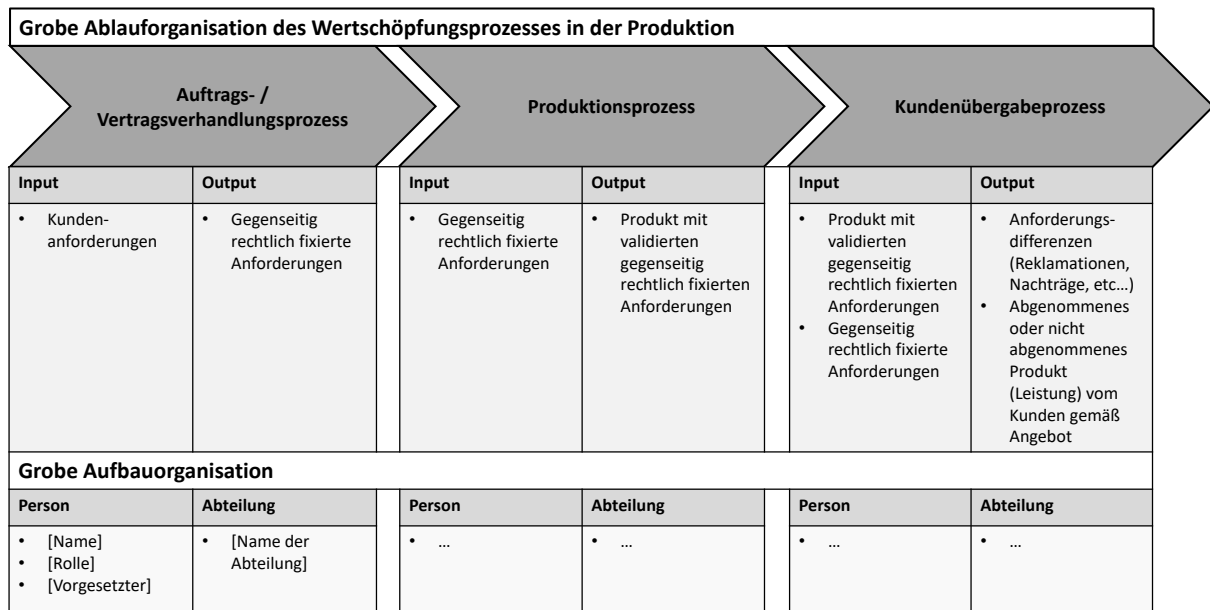 Grobe Ablauforganisation des Wertschöpfungsprozesses in der Produktion
Auftrags- /
Vertragsverhandlungsprozess
Produktionsprozess
Kundenübergabeprozess
Input
Output
Input
Output
Input
Output
• Kunden-
anforderungen
• Gegenseitig
rechtlich fixierte
Anforderungen
• Gegenseitig
rechtlich fixierte
Anforderungen
• Produkt mit
validierten
gegenseitig
rechtlich fixierten
Anforderungen
• Produkt mit
validierten
gegenseitig
rechtlich fixierten
Anforderungen
• Gegenseitig
rechtlich fixierte
Anforderungen
• Anforderungs-
differenzen
(Reklamationen,
Nachträge, etc…)
• Abgenommenes
oder nicht
abgenommenes
Produkt
(Leistung) vom
Kunden gemäß
Angebot
Grobe Aufbauorganisation
Person
Abteilung
Person
Abteilung
Person
Abteilung
• [Name]
• [Rolle]
• [Vorgesetzter]
• [Name der
Abteilung]
• …
• …
• …
• …